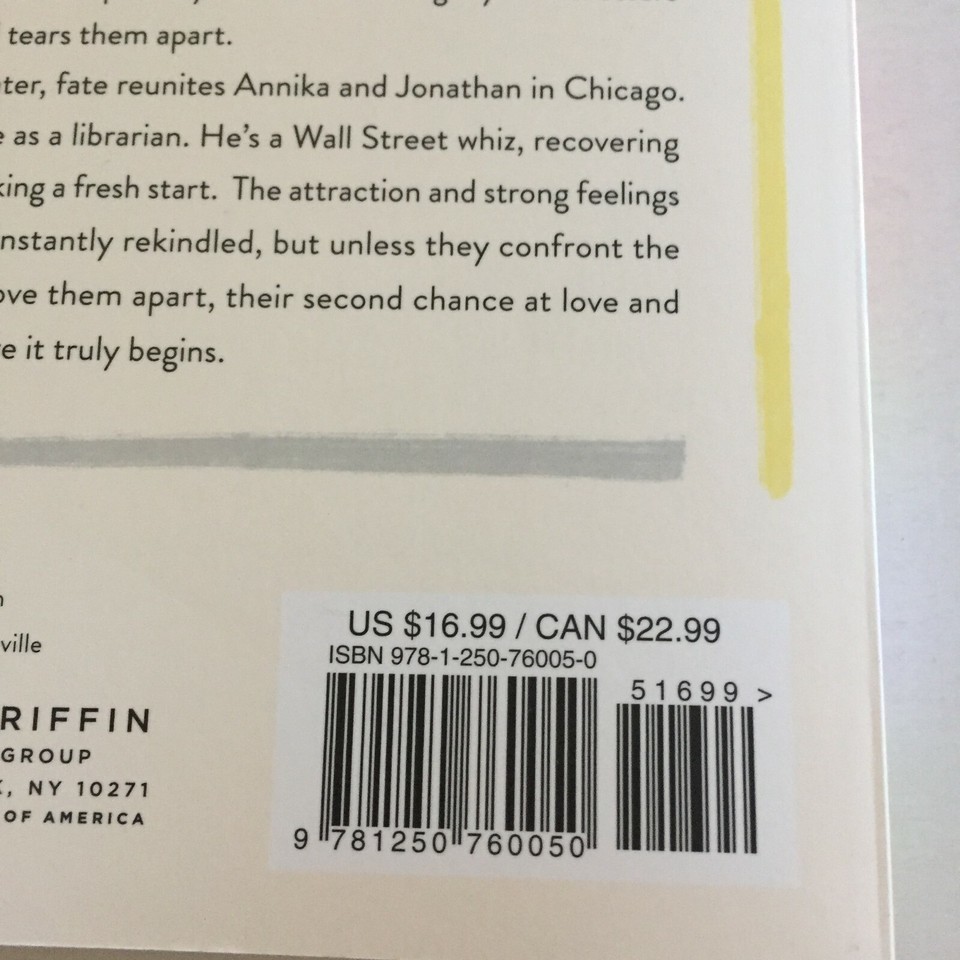 tears them apart.
ter, fate reunites Annika and Jonathan in Chicago.
e as a librarian. He's a Wall Street whiz, recovering
king a fresh start. The attraction and strong feelings
nstantly rekindled, but unless they confront the
ove them apart, their second chance at love and
e it truly begins.
n
ville
RIFFIN
GROUP
, NY 10271
OF AMERICA
US $16.99 / CAN $22.99
ISBN 978-1-250-76005-0
51699 >
9 781250 760050